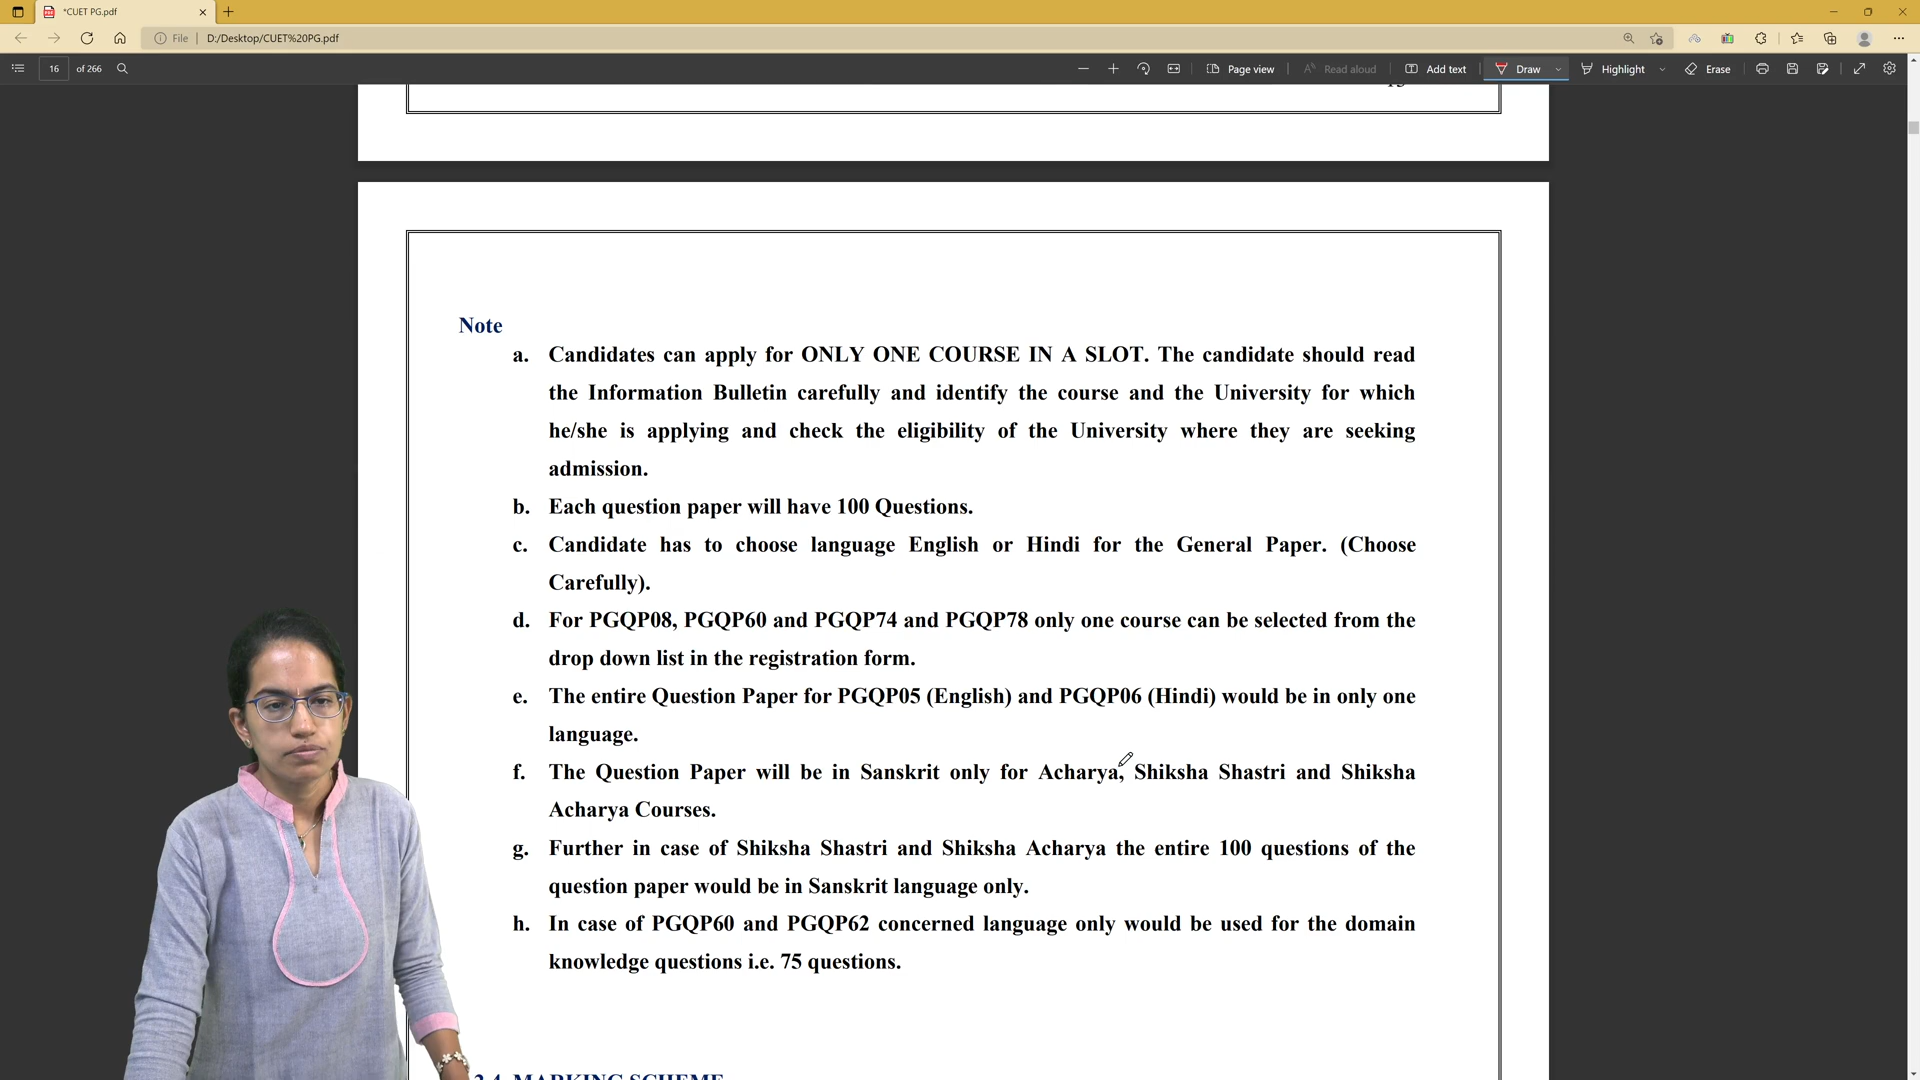 *CUET PG.pdf
File | D:/Desktop/CUET%20PG.pdf
16 of 266 Page view Read aloud Add text Draw Highlight Erase
Note
a. Candidates can apply for ONLY ONE COURSE IN A SLOT. The candidate should read
the Information Bulletin carefully and identify the course and the University for which
he/she is applying and check the eligibility of the University where they are seeking
admission.
b. Each question paper will have 100 Questions.
c. Candidate has to choose language English or Hindi for the General Paper. (Choose
Carefully).
d. For PGQP08, PGQP60 and PGQP74 and PGQP78 only one course can be selected from the
drop down list in the registration form.
e. The entire Question Paper for PGQP05 (English) and PGQP06 (Hindi) would be in only one
language.
f. The Question Paper will be in Sanskrit only for Acharya, Shiksha Shastri and Shiksha
Acharya Courses.
g. Further in case of Shiksha Shastri and Shiksha Acharya the entire 100 questions of the
question paper would be in Sanskrit language only.
h. In case of PGQP60 and PGQP62 concerned language only would be used for the domain
knowledge questions i.e. 75 questions.
2.4 MARKING SCHEME